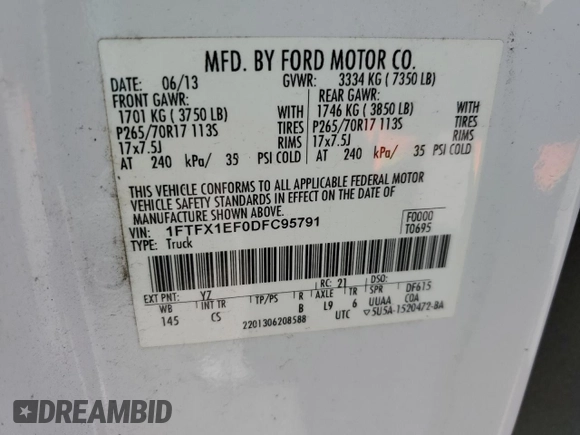 MFD. BY FORD MOTOR CO.
DATE: 06/13 GVWR: 3334 KG ( 7350 LB)
FRONT GAWR: REAR GAWR:
1701 KG ( 3750 LB) WITH 1746 KG ( 3850 LB) WITH
P265/70R17 113S TIRES P265/70R17 113S TIRES
17x7.5J RIMS 17x7.5J RIMS
AT 240 kPa/ 35 PSI COLD AT 240 kPa/ 35 PSI COLD
THIS VEHICLE CONFORMS TO ALL APPLICABLE FEDERAL MOTOR
VEHICLE SAFETY STANDARDS IN EFFECT ON THE DATE OF
MANUFACTURE SHOWN ABOVE.
VIN: 1FTFX1EF0DFC95791 F0000
TYPE: Truck T0695
EXT PNT: Y7 RC: 21 DSO:
WB INT TR TP/PS R AXLE TR SPR DF615
145 CS B L9 6 UUAA COA
2201306208588 UTC ▽5U5A-1520472-BA
DREAMBID